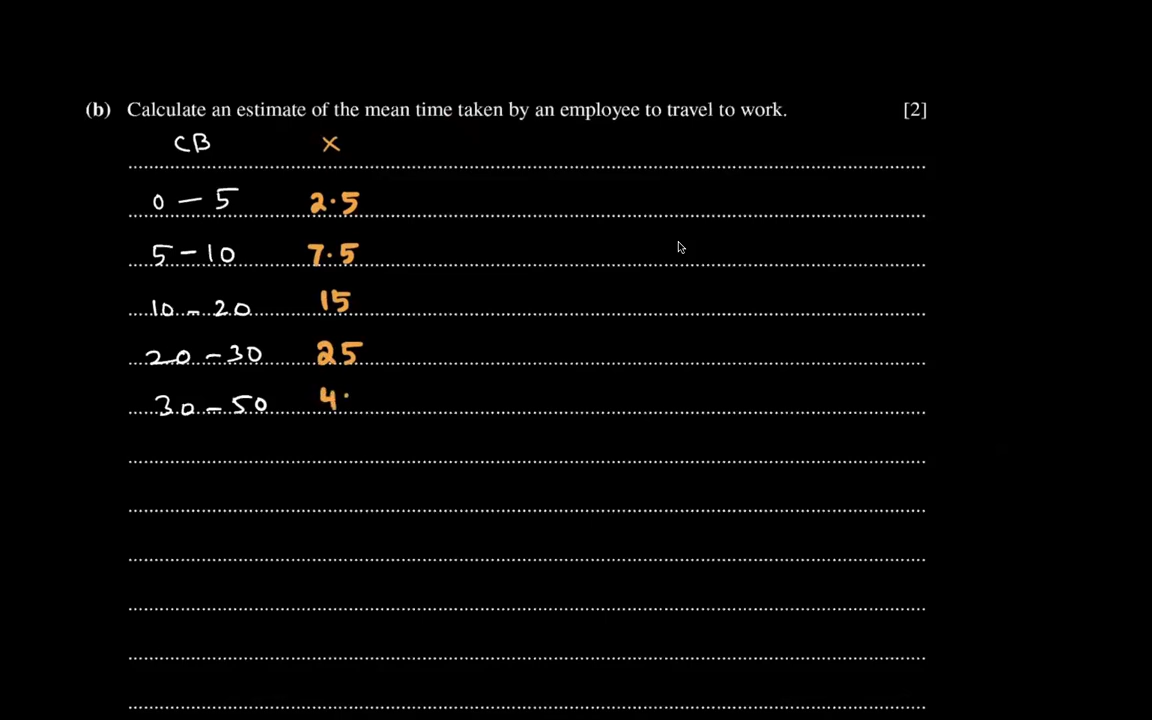 (b) Calculate an estimate of the mean time taken by an employee to travel to work. [2]
CB x
0 - 5 2.5
5 - 10 7.5
10 - 20 15
20 - 30 25
30 - 50 4